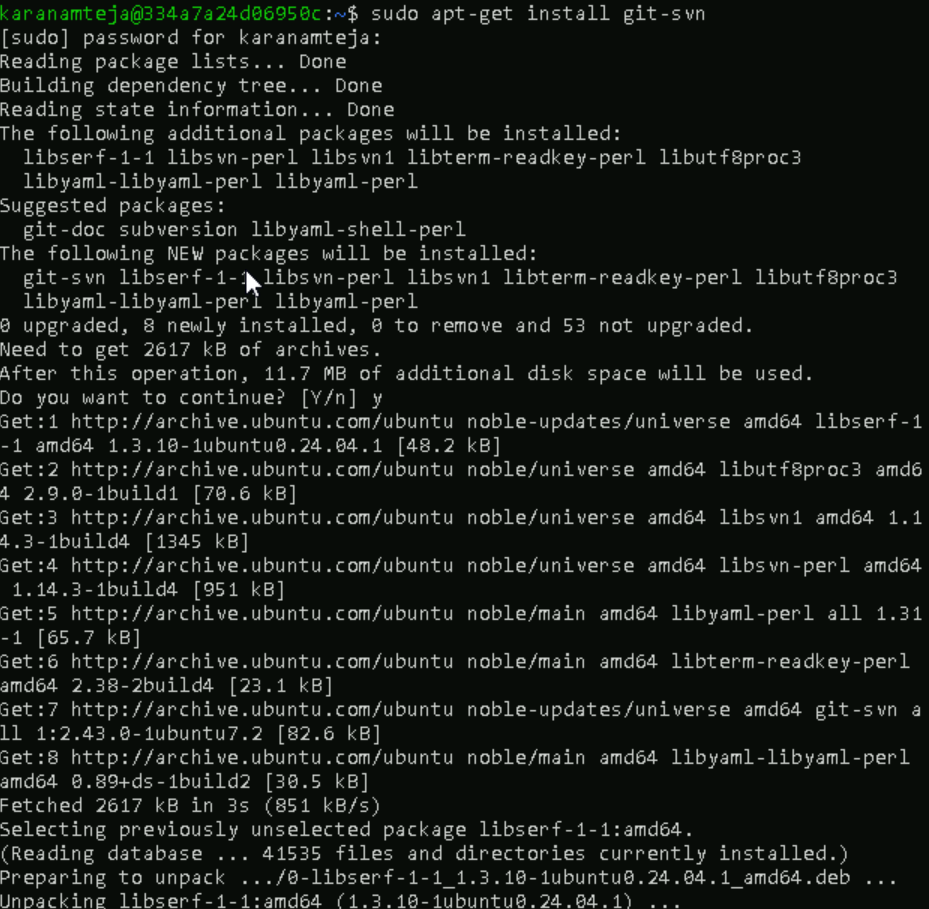 karanamteja@334a7a24d06950c:~$ sudo apt-get install git-svn
[sudo] password for karanamteja:
Reading package lists... Done
Building dependency tree... Done
Reading state information... Done
The following additional packages will be installed:
  libserf-1-1 libsvn-perl libsvn1 libterm-readkey-perl libutf8proc3
  libyaml-libyaml-perl libyaml-perl
Suggested packages:
  git-doc subversion libyaml-shell-perl
The following NEW packages will be installed:
  git-svn libserf-1-1 libsvn-perl libsvn1 libterm-readkey-perl libutf8proc3
  libyaml-libyaml-perl libyaml-perl
0 upgraded, 8 newly installed, 0 to remove and 53 not upgraded.
Need to get 2617 kB of archives.
After this operation, 11.7 MB of additional disk space will be used.
Do you want to continue? [Y/n] y
Get:1 http://archive.ubuntu.com/ubuntu noble-updates/universe amd64 libserf-1
-1 amd64 1.3.10-1ubuntu0.24.04.1 [48.2 kB]
Get:2 http://archive.ubuntu.com/ubuntu noble/universe amd64 libutf8proc3 amd6
4 2.9.0-1build1 [70.6 kB]
Get:3 http://archive.ubuntu.com/ubuntu noble/universe amd64 libsvn1 amd64 1.1
4.3-1build4 [1345 kB]
Get:4 http://archive.ubuntu.com/ubuntu noble/universe amd64 libsvn-perl amd64
 1.14.3-1build4 [951 kB]
Get:5 http://archive.ubuntu.com/ubuntu noble/main amd64 libyaml-perl all 1.31
-1 [65.7 kB]
Get:6 http://archive.ubuntu.com/ubuntu noble/main amd64 libterm-readkey-perl
amd64 2.38-2build4 [23.1 kB]
Get:7 http://archive.ubuntu.com/ubuntu noble-updates/universe amd64 git-svn a
ll 1:2.43.0-1ubuntu7.2 [82.6 kB]
Get:8 http://archive.ubuntu.com/ubuntu noble/main amd64 libyaml-libyaml-perl
amd64 0.89+ds-1build2 [30.5 kB]
Fetched 2617 kB in 3s (851 kB/s)
Selecting previously unselected package libserf-1-1:amd64.
(Reading database ... 41535 files and directories currently installed.)
Preparing to unpack .../0-libserf-1-1_1.3.10-1ubuntu0.24.04.1_amd64.deb ...
Unpacking libserf-1-1:amd64 (1.3.10-1ubuntu0.24.04.1) ...